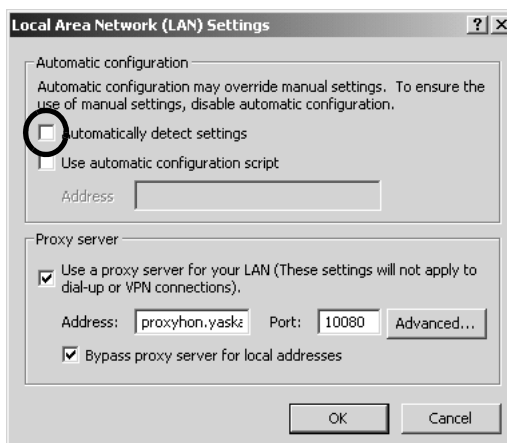 Local Area Network (LAN) Settings
Automatic configuration
Automatic configuration may override manual settings. To ensure the
use of manual settings, disable automatic configuration.
Automatically detect settings
Use automatic configuration script
Address
Proxy server
Use a proxy server for your LAN (These settings will not apply to
dial-up or VPN connections).
Address: proxyhon.yaska Port: 10080 Advanced...
Bypass proxy server for local addresses
OK Cancel